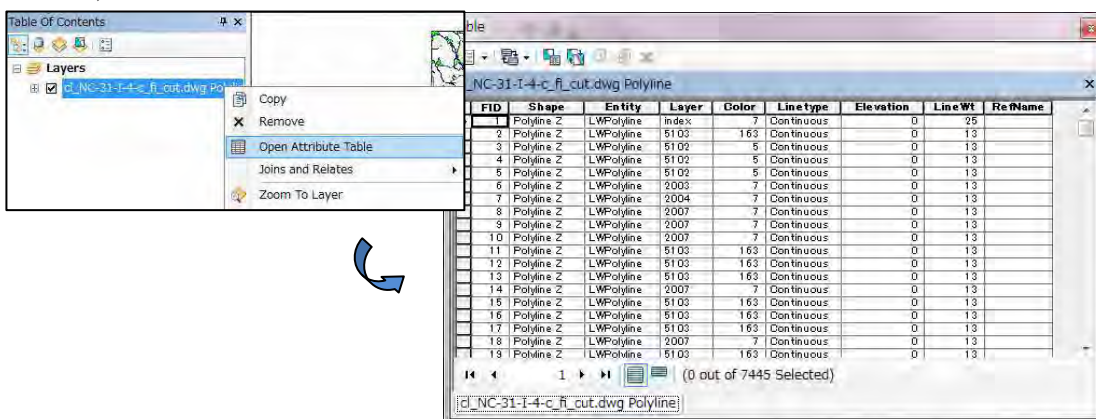 Table Of Contents
Layers
cl_NC-31-I-4-c_fi_cut.dwg Poly
Copy
Remove
Open Attribute Table
Joins and Relates
Zoom To Layer
ble
_NC-31-I-4-c_fi_cut.dwg Polyline
FID Shape Entity Layer Color Linetype Elevation LineWt RefName
1 Polyline Z LWPolyline index 7 Continuous 0 25
2 Polyline Z LWPolyline 5103 163 Continuous 0 13
3 Polyline Z LWPolyline 5102 5 Continuous 0 13
4 Polyline Z LWPolyline 5102 5 Continuous 0 13
5 Polyline Z LWPolyline 5102 5 Continuous 0 13
6 Polyline Z LWPolyline 2003 7 Continuous 0 13
7 Polyline Z LWPolyline 2004 7 Continuous 0 13
8 Polyline Z LWPolyline 2007 7 Continuous 0 13
9 Polyline Z LWPolyline 2007 7 Continuous 0 13
10 Polyline Z LWPolyline 2007 7 Continuous 0 13
11 Polyline Z LWPolyline 5103 163 Continuous 0 13
12 Polyline Z LWPolyline 5103 163 Continuous 0 13
13 Polyline Z LWPolyline 5103 163 Continuous 0 13
14 Polyline Z LWPolyline 2007 7 Continuous 0 13
15 Polyline Z LWPolyline 5103 163 Continuous 0 13
16 Polyline Z LWPolyline 5103 163 Continuous 0 13
17 Polyline Z LWPolyline 5103 163 Continuous 0 13
18 Polyline Z LWPolyline 2007 7 Continuous 0 13
19 Polyline Z LWPolyline 5103 163 Continuous 0 13
1 (0 out of 7445 Selected)
cl_NC-31-I-4-c_fi_cut.dwg Polyline